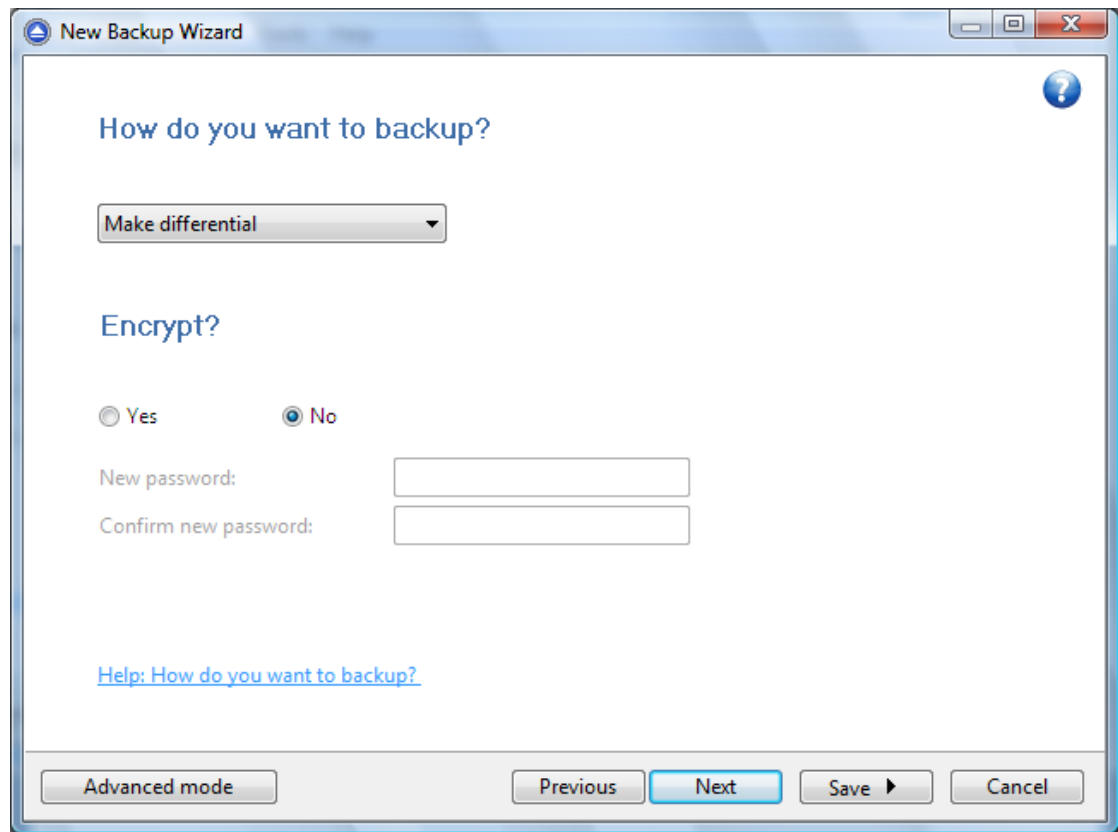 New Backup Wizard
How do you want to backup?
Make differential
Encrypt?
Yes No
New password:
Confirm new password:
Help: How do you want to backup?
Advanced mode Previous Next Save Cancel